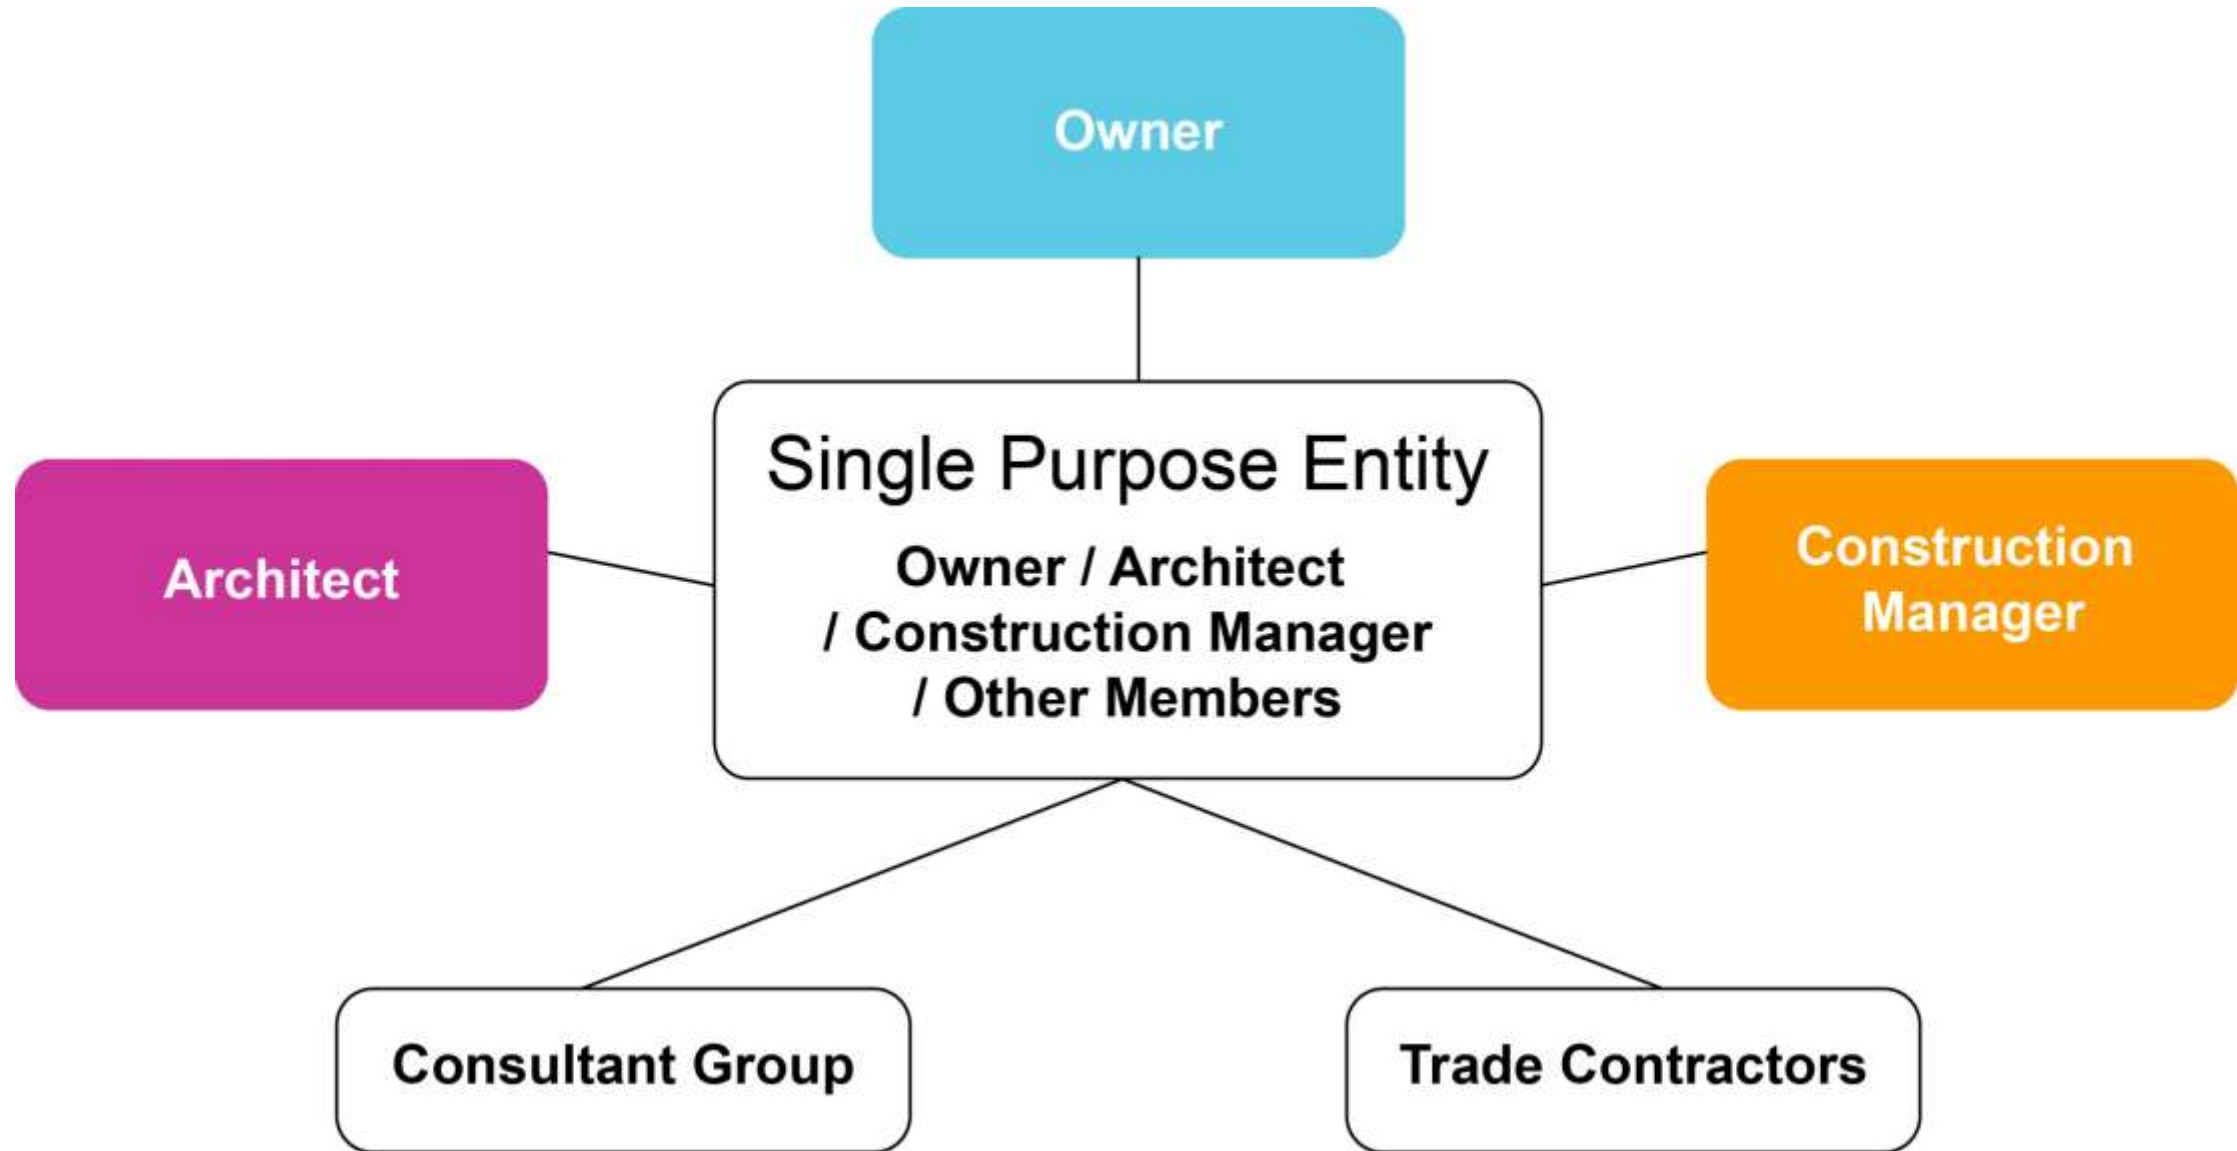 Owner
Single Purpose Entity
Owner / Architect
/ Construction Manager
/ Other Members
Architect
Construction
Manager
Consultant Group
Trade Contractors